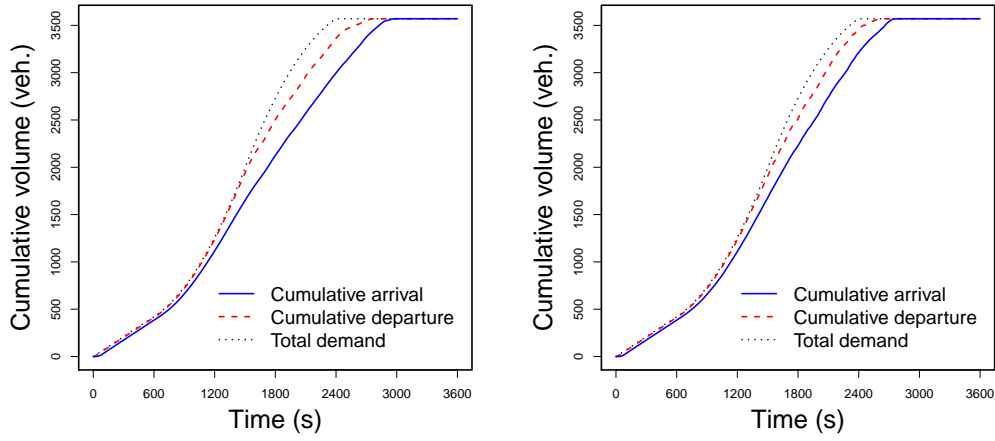 Cumulative volume (veh.)
3500
3000
2500
2000
1500
1000
500
0
Cumulative arrival
Cumulative departure
Total demand
0 600 1200 1800 2400 3000 3600
Time (s)
Cumulative volume (veh.)
3500
3000
2500
2000
1500
1000
500
0
Cumulative arrival
Cumulative departure
Total demand
0 600 1200 1800 2400 3000 3600
Time (s)